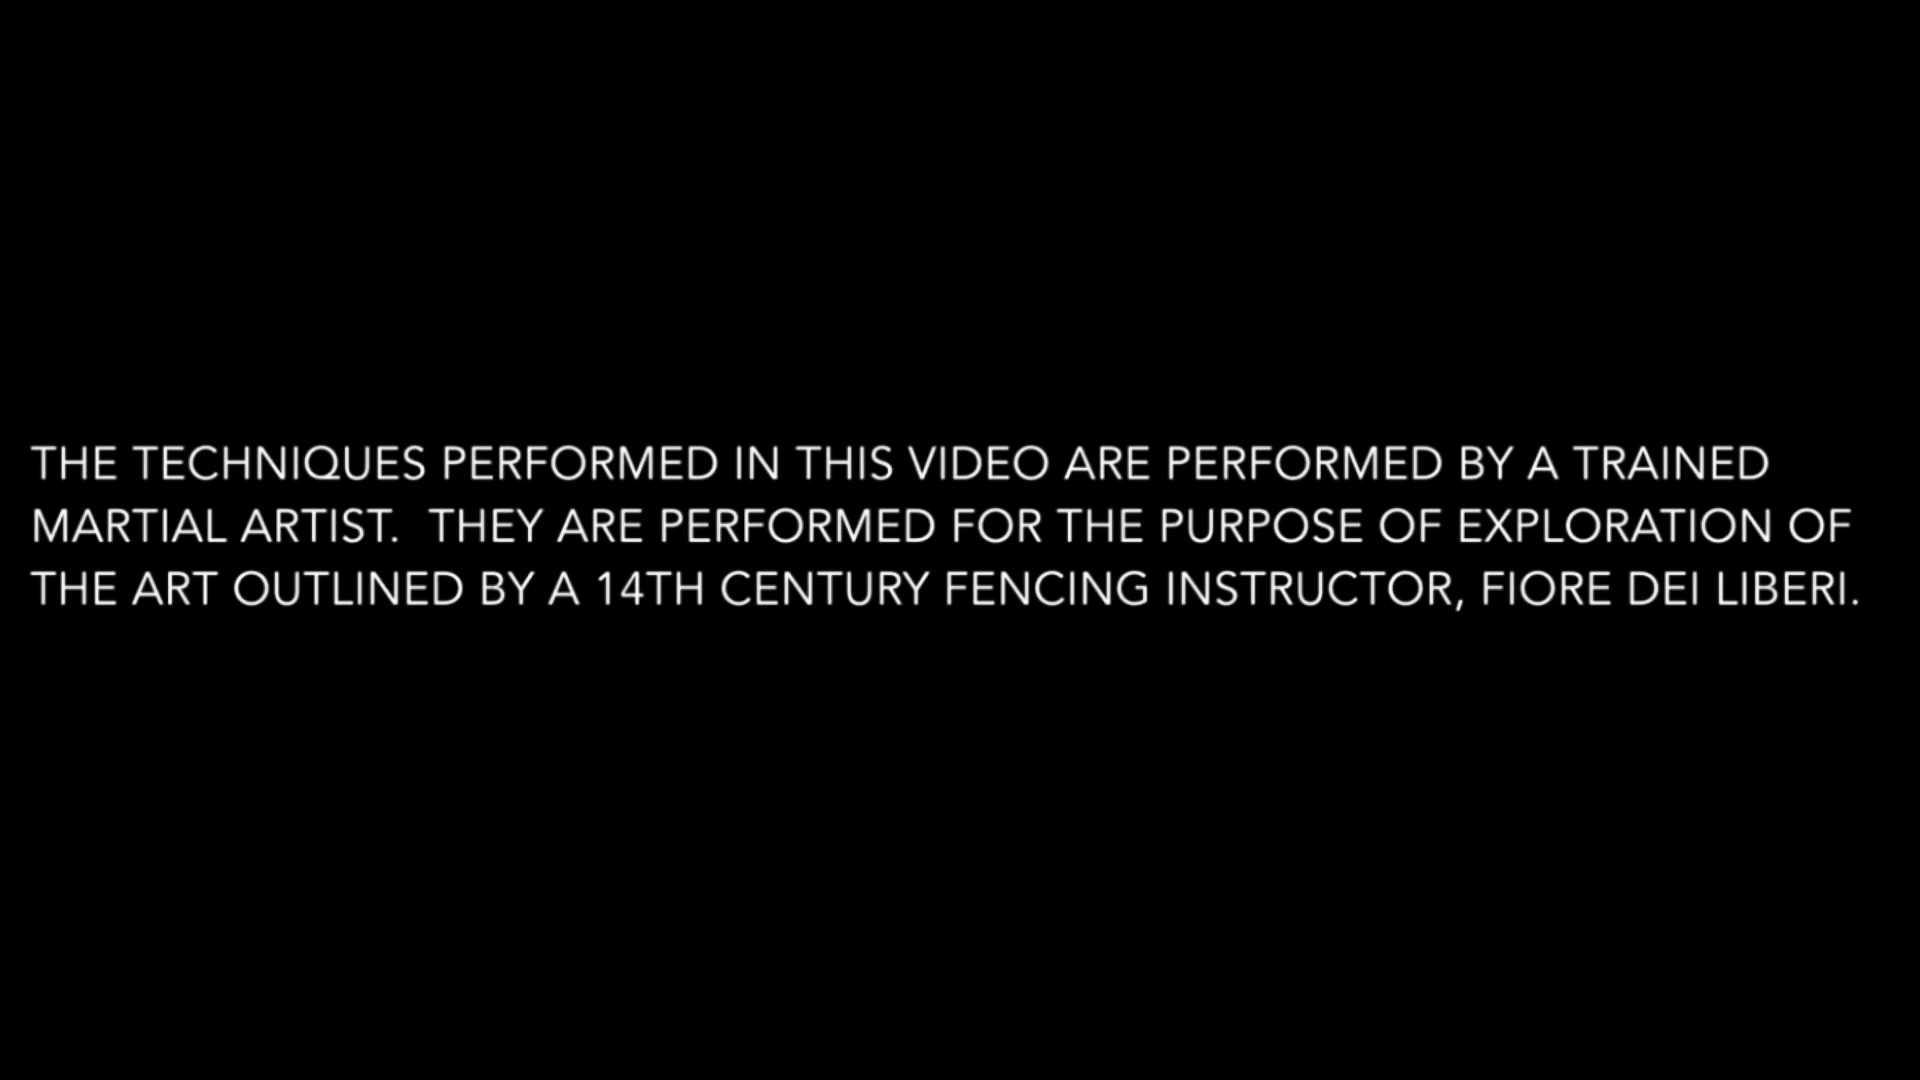 THE TECHNIQUES PERFORMED IN THIS VIDEO ARE PERFORMED BY A TRAINED
MARTIAL ARTIST.  THEY ARE PERFORMED FOR THE PURPOSE OF EXPLORATION OF
THE ART OUTLINED BY A 14TH CENTURY FENCING INSTRUCTOR, FIORE DEI LIBERI.